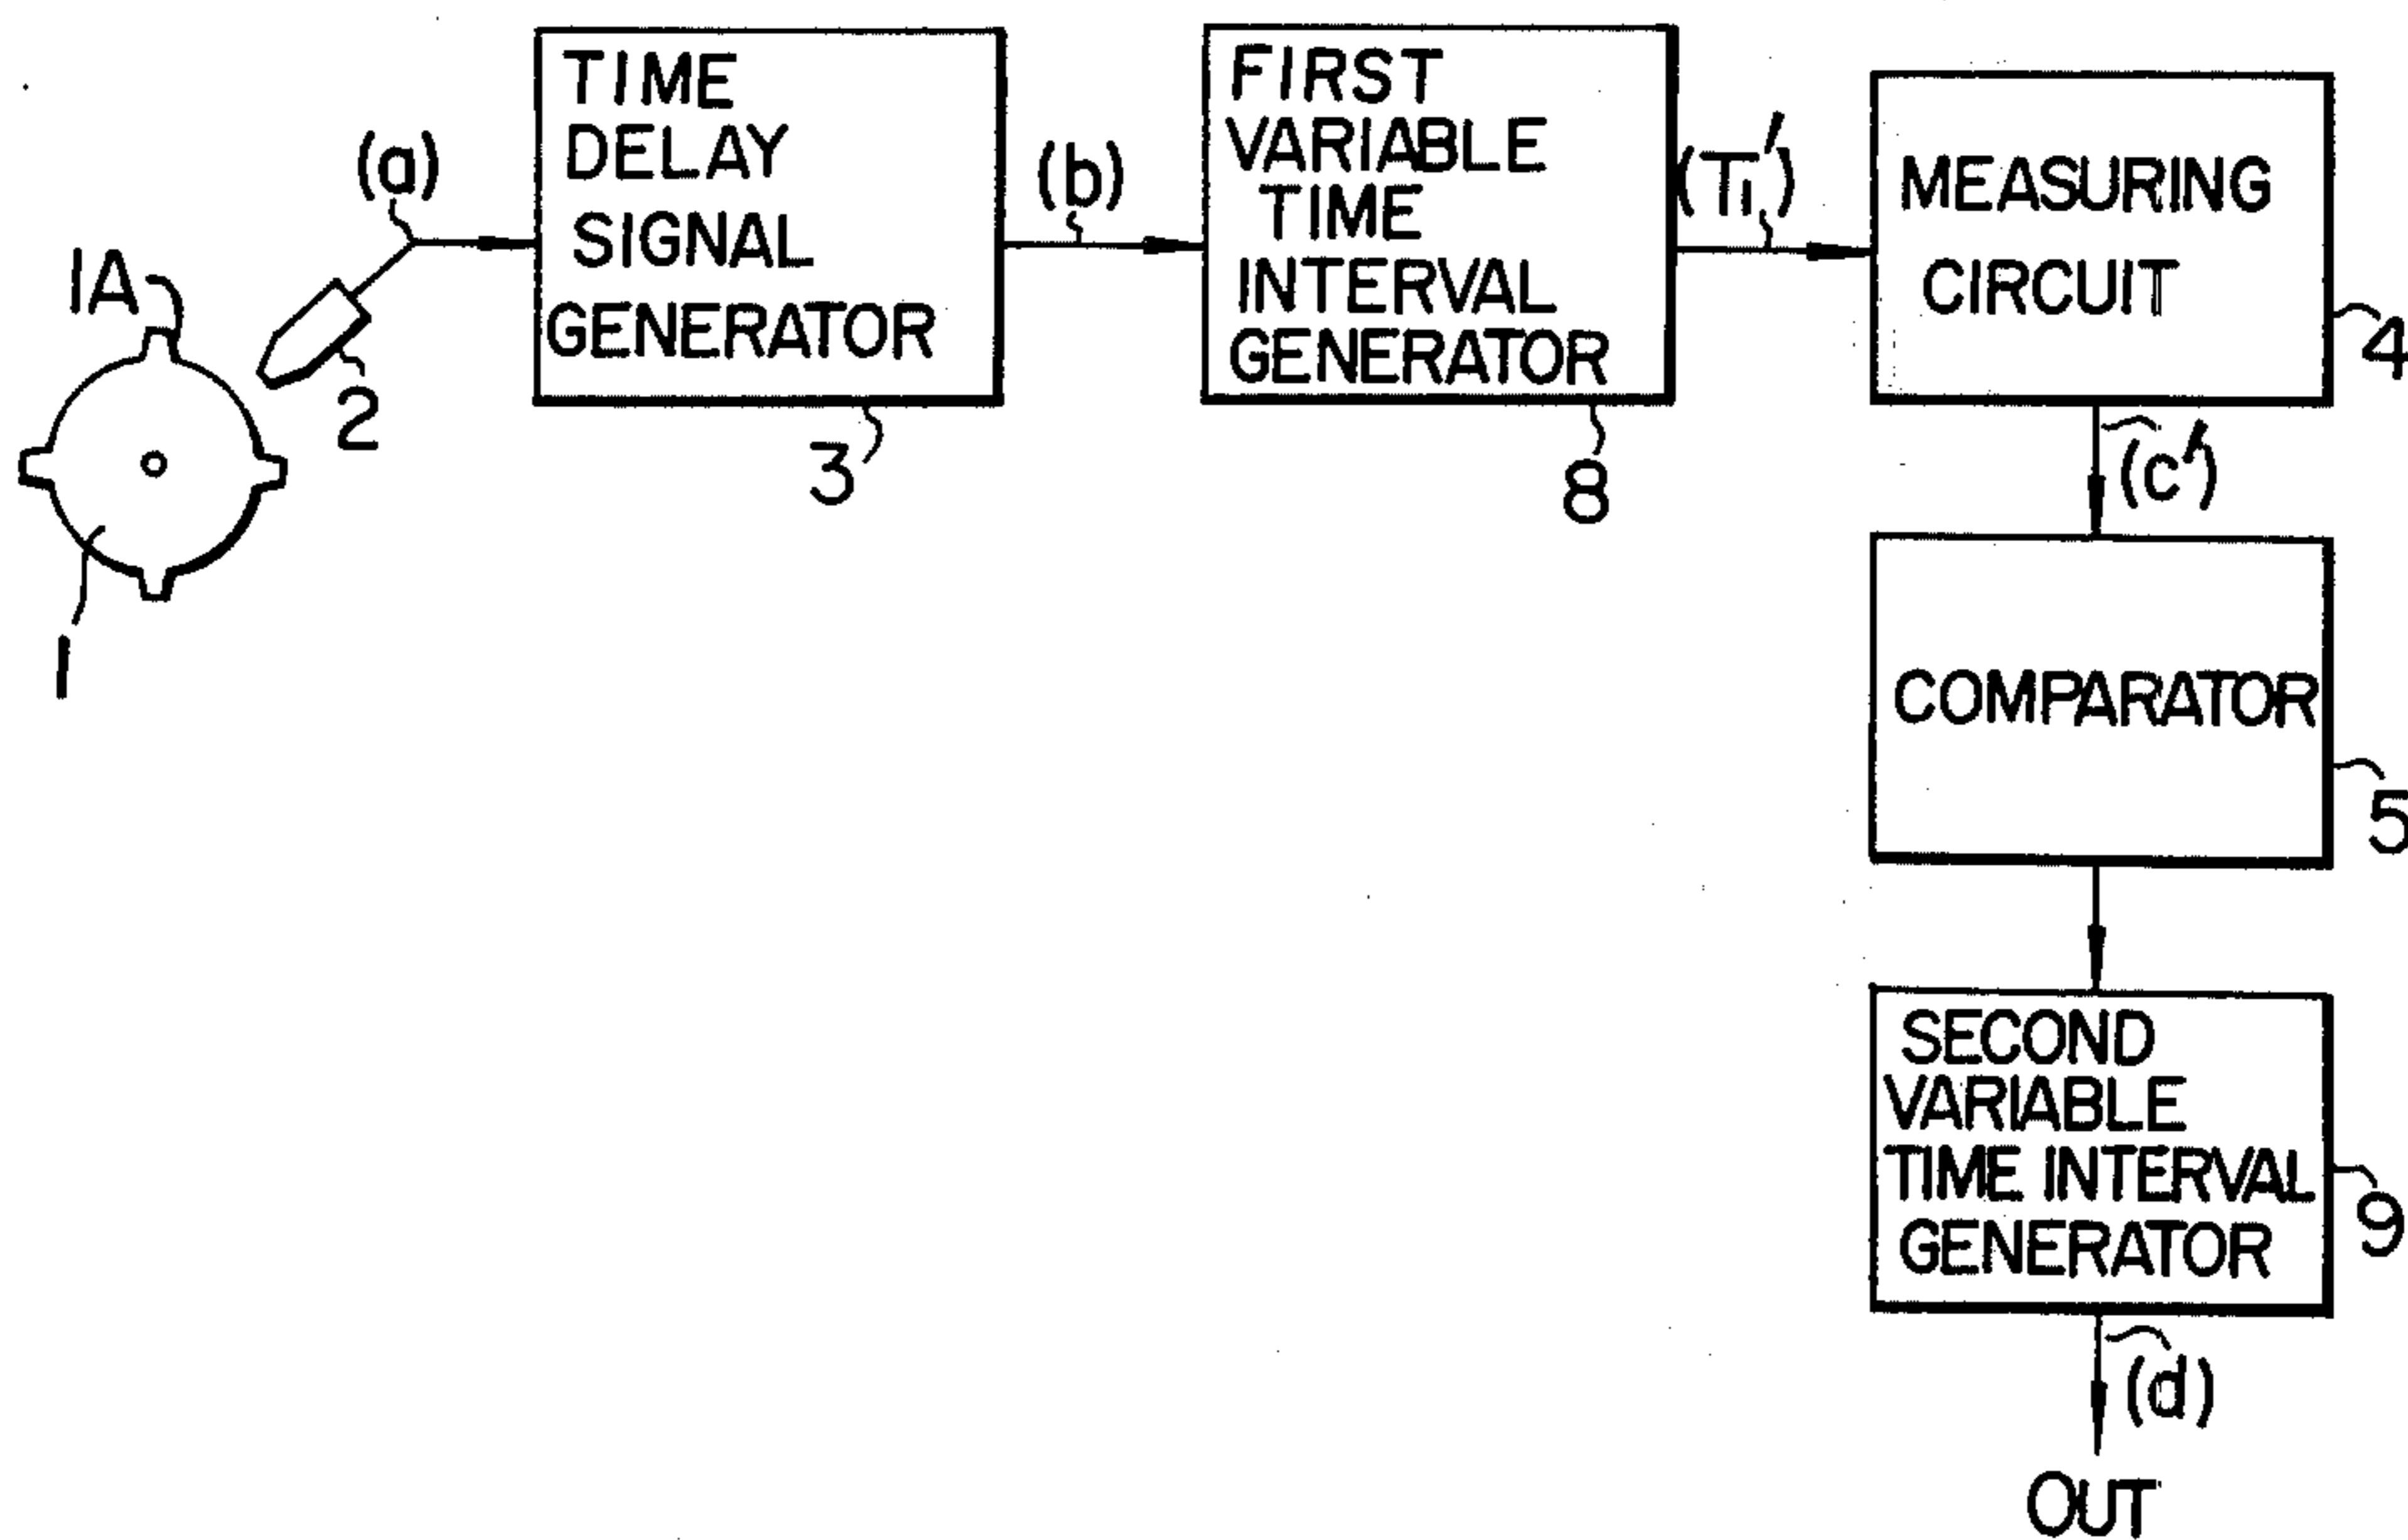 1A
1
2
(a)
TIME
DELAY
SIGNAL
GENERATOR
3
(b)
FIRST
VARIABLE
TIME
INTERVAL
GENERATOR
8
(T1')
MEASURING
CIRCUIT
4
(c')
COMPARATOR
5
SECOND
VARIABLE
TIME INTERVAL
GENERATOR
9
(d)
OUT